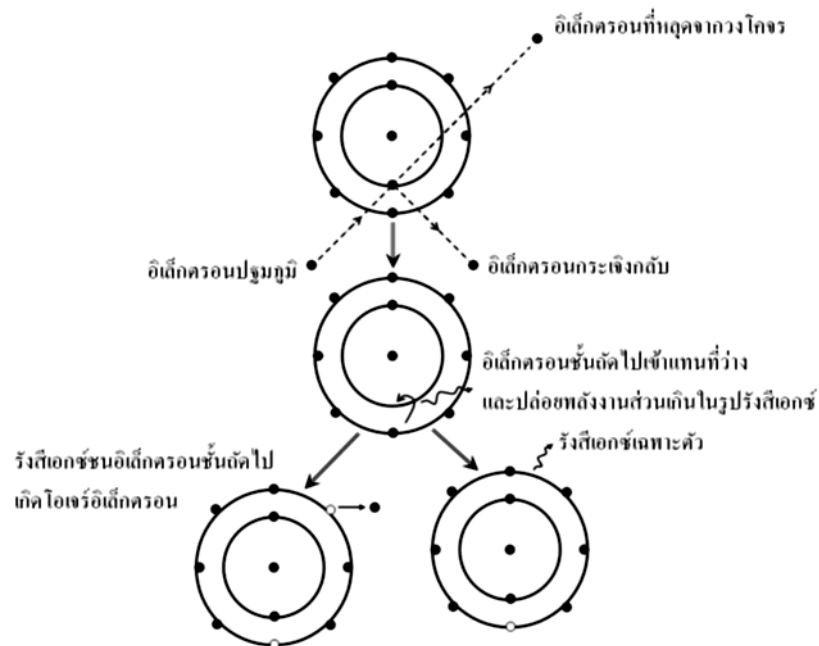 อิเล็กตรอนที่หลุดจากวงโคจร
อิเล็กตรอนปฐมภูมิ
อิเล็กตรอนกระเจิงกลับ
อิเล็กตรอนชั้นถัดไปเข้าแทนที่ว่าง
และปล่อยพลังงานส่วนเกินในรูปรังสีเอกซ์
รังสีเอกซ์ชนอิเล็กตรอนชั้นถัดไป
เกิดโอเจร์อิเล็กตรอน
รังสีเอกซ์เฉพาะตัว